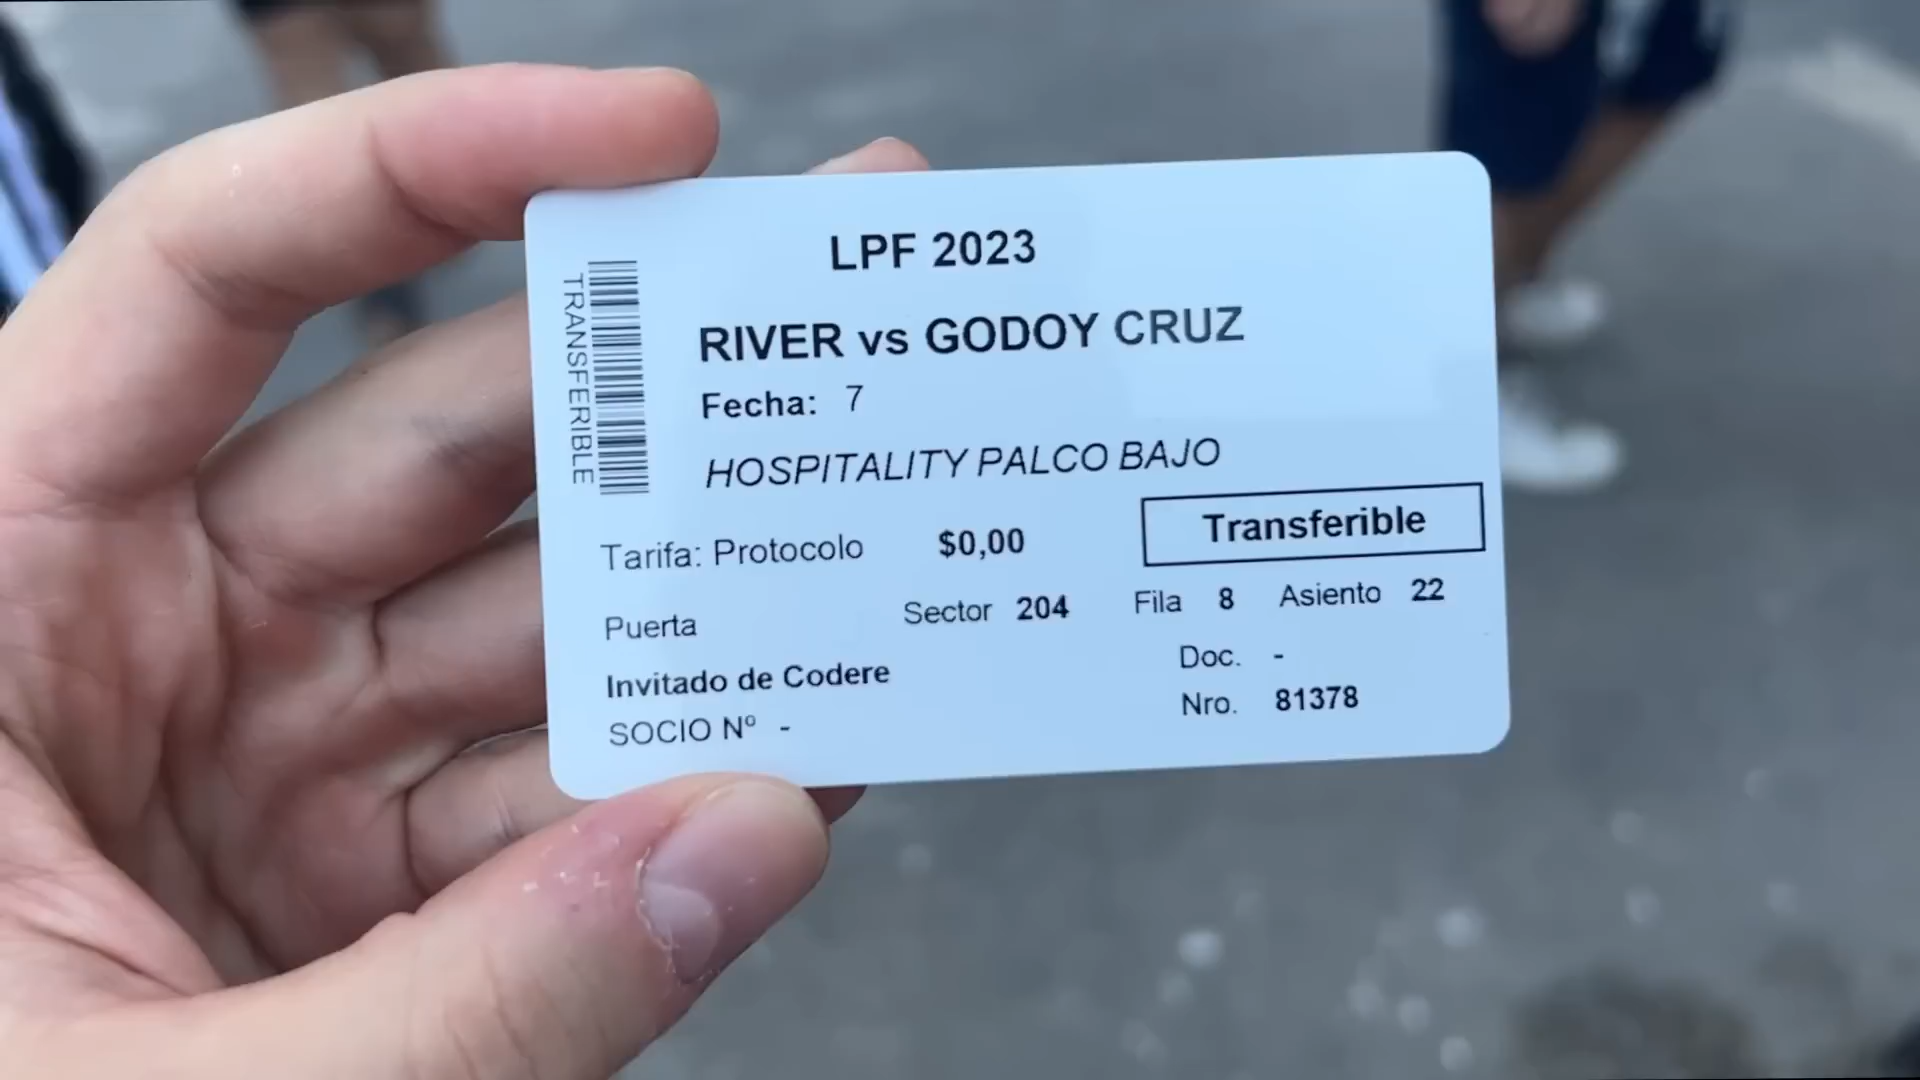 LPF 2023
TRANSFERIBLE
RIVER vs GODOY CRUZ
Fecha: 7
HOSPITALITY PALCO BAJO
Tarifa: Protocolo $0,00
Transferible
Puerta Sector 204 Fila 8 Asiento 22
Invitado de Codere
Doc. -
SOCIO Nº -
Nro. 81378